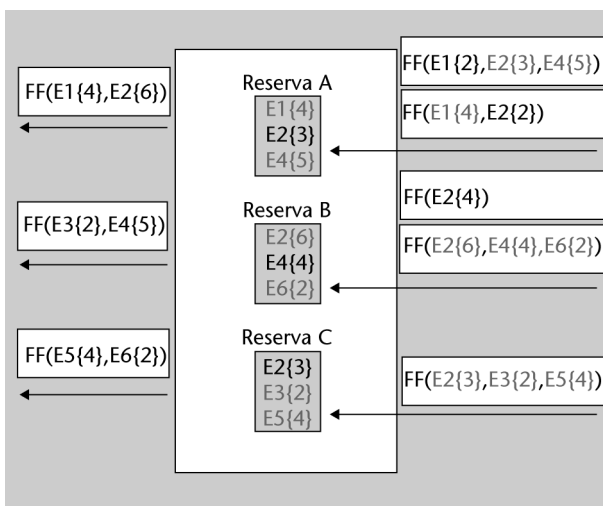 FF(E1{4},E2{6})
FF(E3{2},E4{5})
FF(E5{4},E6{2})
Reserva A
E1{4}
E2{3}
E4{5}
Reserva B
E2{6}
E4{4}
E6{2}
Reserva C
E2{3}
E3{2}
E5{4}
FF(E1{2},E2{3},E4{5})
FF(E1{4},E2{2})
FF(E2{4})
FF(E2{6},E4{4},E6{2})
FF(E2{3},E3{2},E5{4})